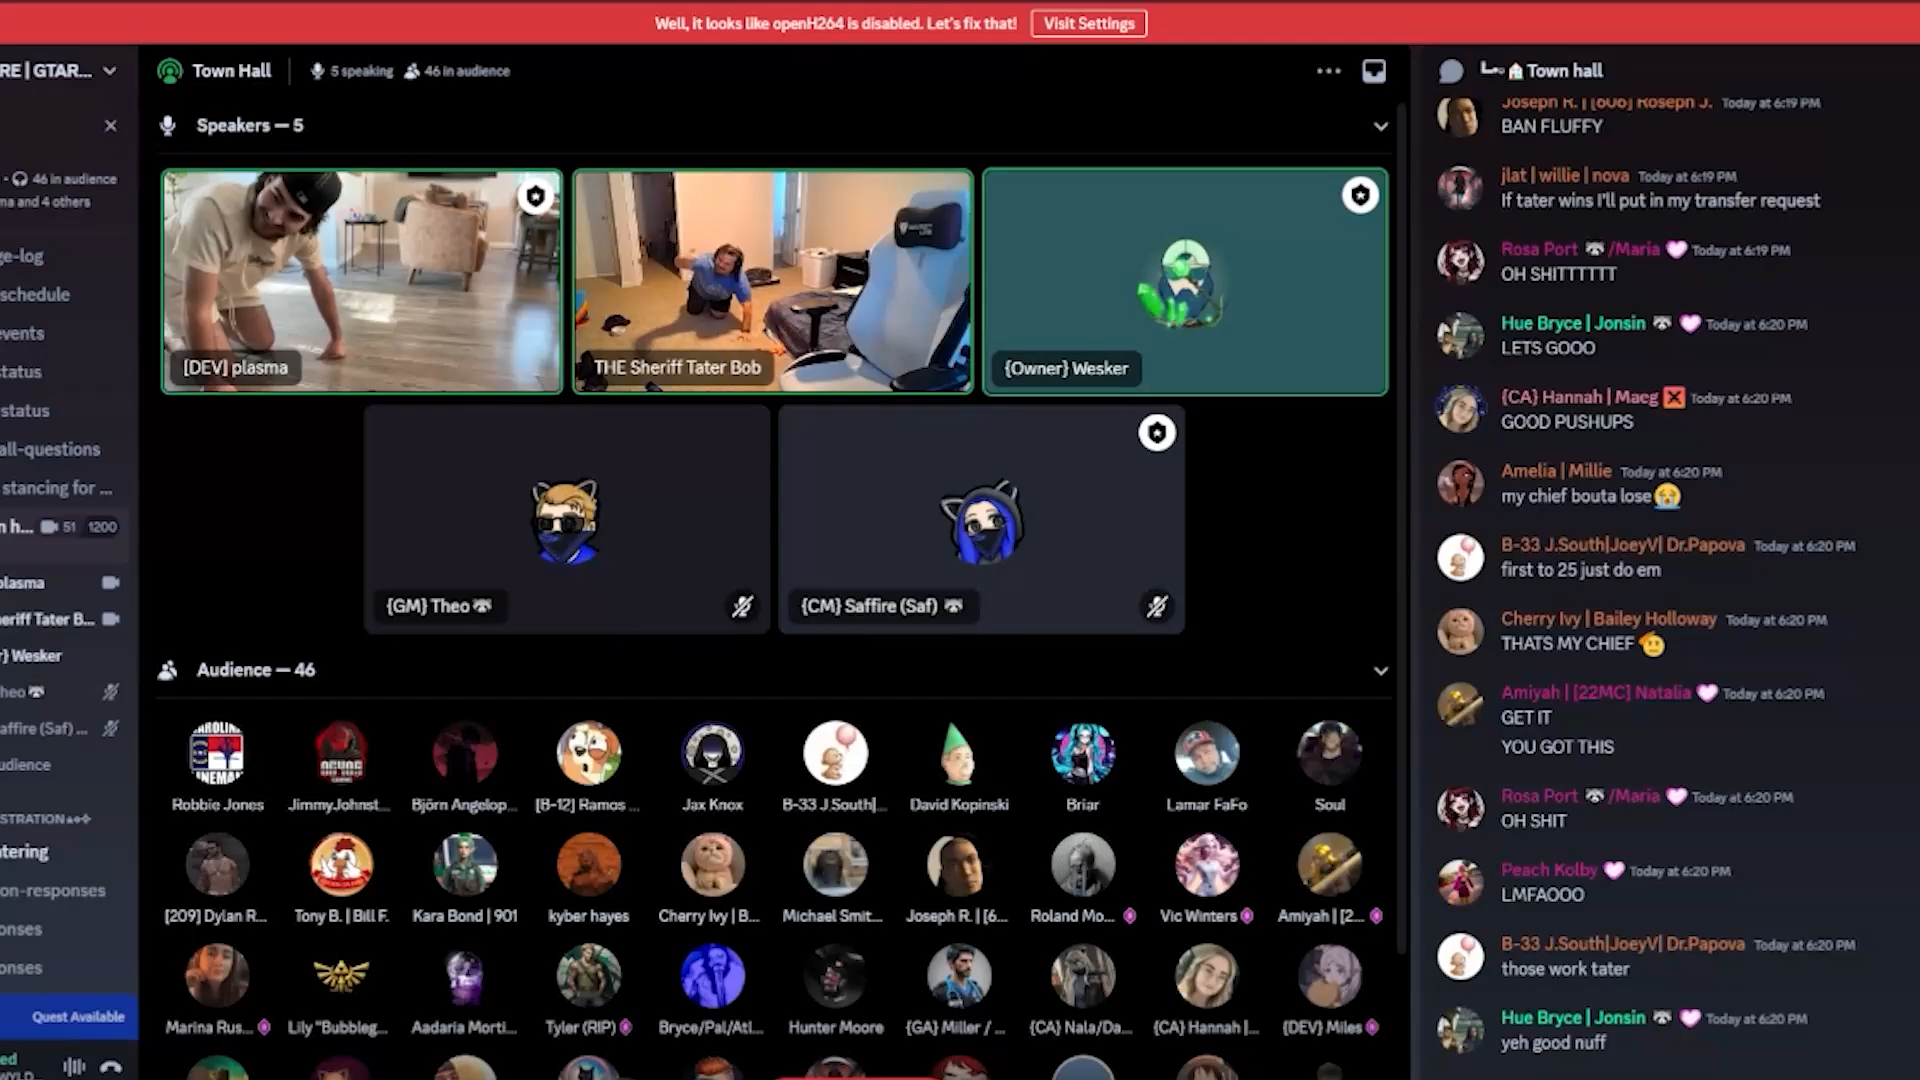 Well, it looks like openH264 is disabled. Let's fix that!
Visit Settings
RE | GTAR...
46 in audience
ma and 4 others
ge-log
schedule
events
status
status
all-questions
stancing for ...
n h... 51 1200
plasma
eriff Tater B...
r} Wesker
heo
affire (Saf) ...
udience
STRATION
tering
on-responses
onses
onses
Quest Available
ed
Town Hall
5 speaking 46 in audience
Speakers — 5
[DEV] plasma
THE Sheriff Tater Bob
{Owner} Wesker
{GM} Theo🦝
{CM} Saffire (Saf) 🦝
Audience — 46
Robbie Jones JimmyJohnst... Björn Angelop... [B-12] Ramos ... Jax Knox B-33 J.South|... David Kopinski Briar Lamar FaFo Soul
[209] Dylan R... Tony B. | Bill F. Kara Bond | 901 kyber hayes Cherry Ivy | B... Michael Smit... Joseph R. | [6... Roland Mo... Vic Winters Amiyah | [2...
Marina Rus... Lily "Bubbleg... Aadaria Morti... Tyler (RIP) Bryce/Pal/Atl... Hunter Moore {GA} Miller / ... {CA} Nala/Da... {CA} Hannah |... {DEV} Miles
Town hall
Joseph R. | [606] Roseph J. Today at 6:19 PM
BAN FLUFFY
jlat | willie | nova Today at 6:19 PM
If tater wins I'll put in my transfer request
Rosa Port 🦝 /Maria 🤍 Today at 6:19 PM
OH SHITTTTTT
Hue Bryce | Jonsin 🦝 🤍 Today at 6:20 PM
LETS GOOO
{CA} Hannah | Maeg Today at 6:20 PM
GOOD PUSHUPS
Amelia | Millie Today at 6:20 PM
my chief bouta lose😭
B-33 J.South|JoeyV| Dr.Papova Today at 6:20 PM
first to 25 just do em
Cherry Ivy | Bailey Holloway Today at 6:20 PM
THATS MY CHIEF 🫡
Amiyah | [22MC] Natalia 🤍 Today at 6:20 PM
GET IT
YOU GOT THIS
Rosa Port 🦝 /Maria 🤍 Today at 6:20 PM
OH SHIT
Peach Kolby 🤍 Today at 6:20 PM
LMFAOOO
B-33 J.South|JoeyV| Dr.Papova Today at 6:20 PM
those work tater
Hue Bryce | Jonsin 🦝 🤍 Today at 6:20 PM
yeh good nuff